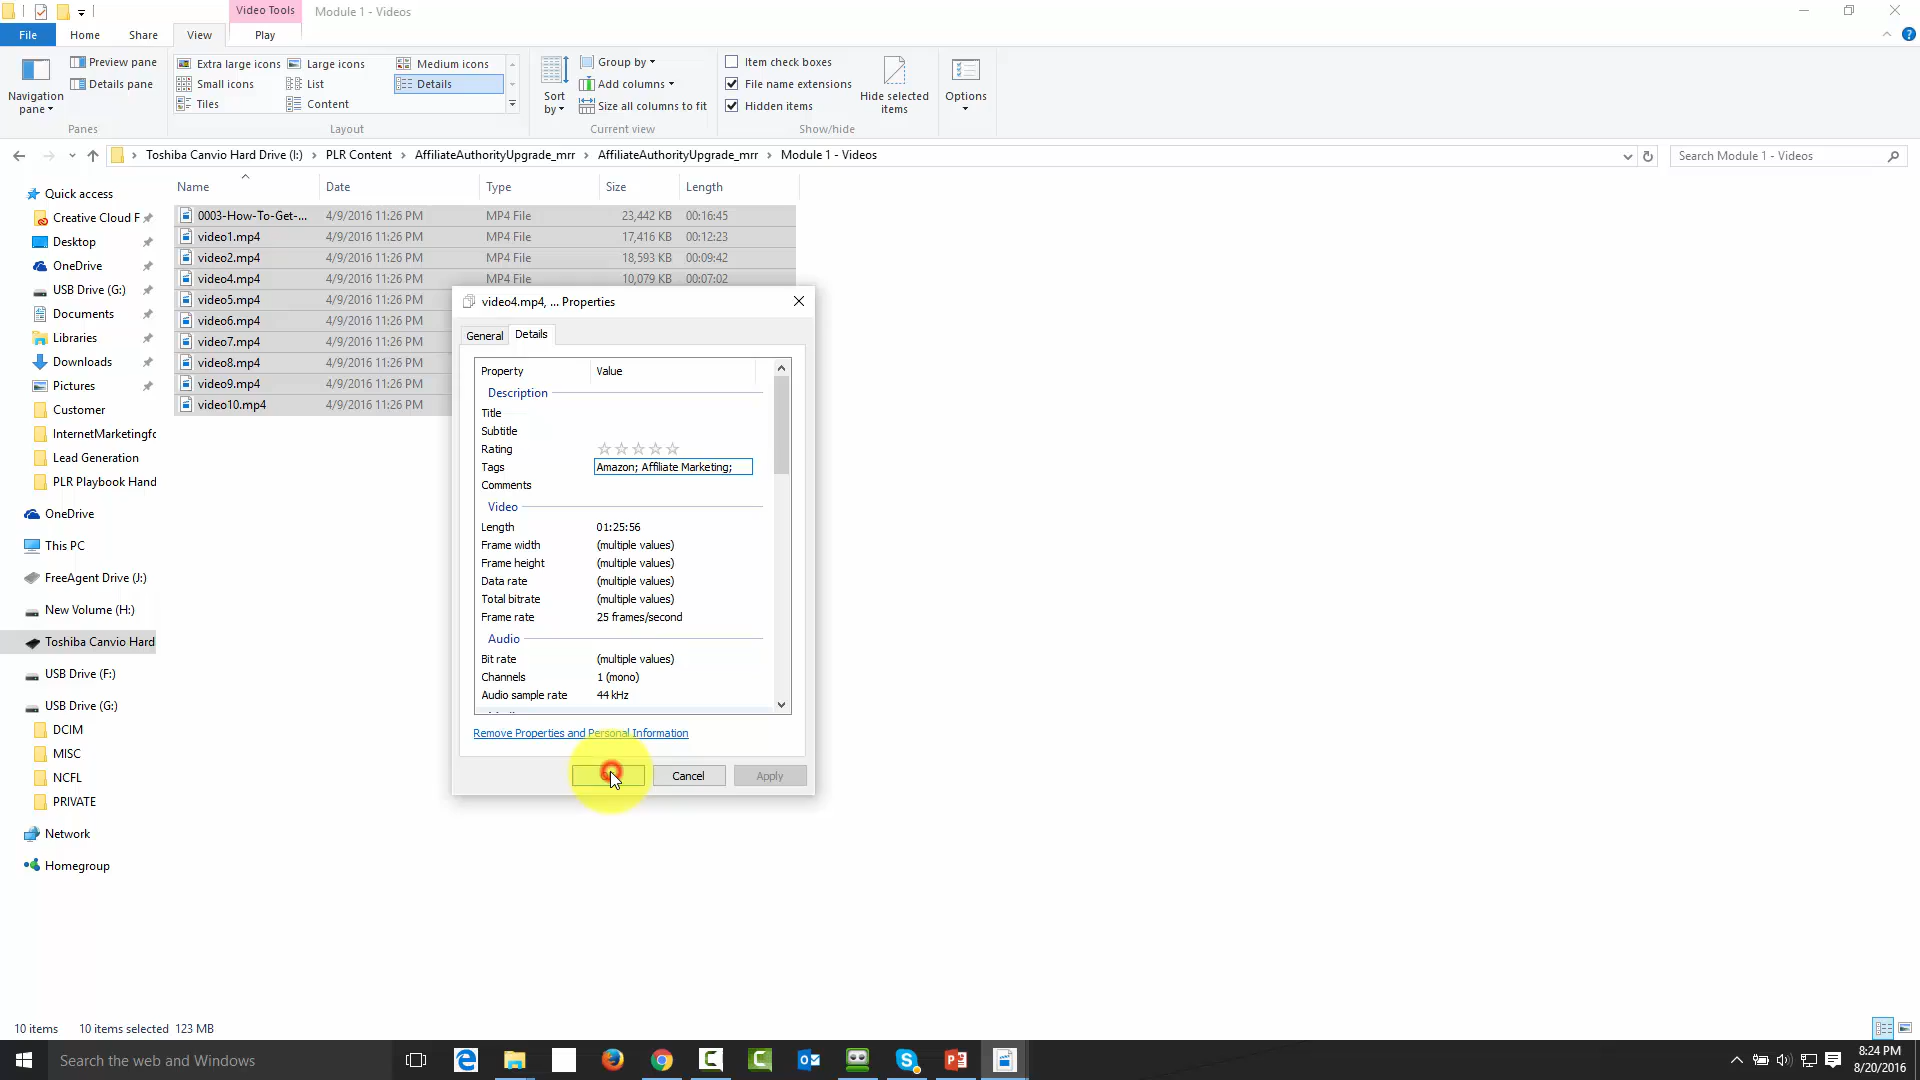 Video Tools
Module 1 - Videos
File
Home
Share
View
Play
Navigation pane
Preview pane
Details pane
Panes
Extra large icons
Large icons
Medium icons
Small icons
List
Details
Tiles
Content
Layout
Sort by
Group by
Add columns
Size all columns to fit
Current view
Item check boxes
File name extensions
Hidden items
Hide selected items
Show/hide
Options
Toshiba Canvio Hard Drive (I:) PLR Content AffiliateAuthorityUpgrade_mrr AffiliateAuthorityUpgrade_mrr Module 1 - Videos
Search Module 1 - Videos
Name Date Type Size Length
0003-How-To-Get-... 4/9/2016 11:26 PM MP4 File 23,442 KB 00:16:45
video1.mp4 4/9/2016 11:26 PM MP4 File 17,416 KB 00:12:23
video2.mp4 4/9/2016 11:26 PM MP4 File 18,593 KB 00:09:42
video4.mp4 4/9/2016 11:26 PM MP4 File 10,079 KB 00:07:02
video5.mp4 4/9/2016 11:26 PM
video6.mp4 4/9/2016 11:26 PM
video7.mp4 4/9/2016 11:26 PM
video8.mp4 4/9/2016 11:26 PM
video9.mp4 4/9/2016 11:26 PM
video10.mp4 4/9/2016 11:26 PM
Quick access
Creative Cloud F
Desktop
OneDrive
USB Drive (G:)
Documents
Libraries
Downloads
Pictures
Customer
InternetMarketingfo
Lead Generation
PLR Playbook Hand
OneDrive
This PC
FreeAgent Drive (J:)
New Volume (H:)
Toshiba Canvio Hard
USB Drive (F:)
USB Drive (G:)
DCIM
MISC
NCFL
PRIVATE
Network
Homegroup
video4.mp4, ... Properties
General
Details
Property Value
Description
Title
Subtitle
Rating
Tags Amazon; Affiliate Marketing;
Comments
Video
Length 01:25:56
Frame width (multiple values)
Frame height (multiple values)
Data rate (multiple values)
Total bitrate (multiple values)
Frame rate 25 frames/second
Audio
Bit rate (multiple values)
Channels 1 (mono)
Audio sample rate 44 kHz
Remove Properties and Personal Information
Cancel
Apply
10 items 10 items selected 123 MB
Search the web and Windows
8:24 PM
8/20/2016